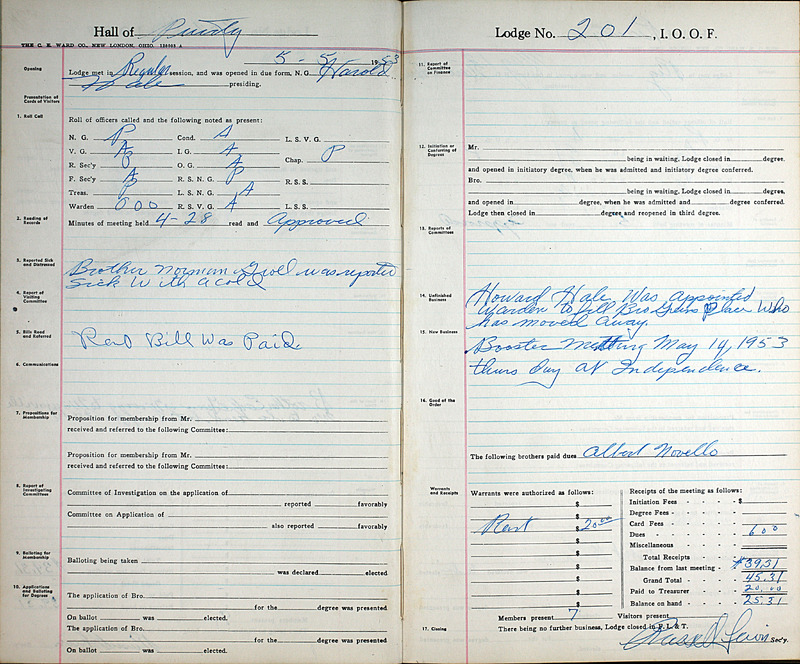 Hall of Purity
THE C. E. WARD CO., NEW LONDON, OHIO. 130003 A
5 - 5 1953
Opening
Lodge met in Regular session, and was opened in due form, N. G. Harold
Hale presiding.
Presentation of Cards of Visitors
1. Roll Call
Roll of officers called and the following noted as present:
N. G. P Cond. A L. S. V. G.
V. G. A I. G. A Chap. P
R. Sec'y P O. G. A
F. Sec'y A R. S. N. G. P R. S. S.
Treas. P L. S. N. G. A
Warden 000 R. S. V. G. A L. S. S.
2. Reading of Records
Minutes of meeting held 4-28 read and Approved
3. Reported Sick and Distressed
Brother Norman was reported
Sick With a cold
4. Report of Visiting Committee
5. Bills Read and Referred
Rent Bill Was Paid.
6. Communications
7. Propositions for Membership
Proposition for membership from Mr.
received and referred to the following Committee:
Proposition for membership from Mr.
received and referred to the following Committee:
8. Report of Investigating Committees
Committee of Investigation on the application of
reported favorably
Committee on Application of
also reported favorably
9. Balloting for Membership
Balloting being taken
was declared elected
10. Applications and Balloting for Degrees
The application of Bro.
for the degree was presented
On ballot was elected.
The application of Bro.
for the degree was presented
On ballot was elected.
Lodge No. 201, I. O. O. F.
11. Report of Committee on Finance
12. Initiation or Conferring of Degree
Mr.
being in waiting, Lodge closed in degree,
and opened in initiatory degree, when he was admitted and initiatory degree conferred.
Bro.
being in waiting, Lodge closed in degree,
and opened in degree, when he was admitted and degree conferred.
Lodge then closed in degree and reopened in third degree.
13. Reports of Committees
14. Unfinished Business
Howard Hale Was appointed
Warden to fill Bro Place Who
has moved away.
15. New Business
Booster Meeting May 14, 1953
thurs Day at Independence.
16. Good of the Order
The following brothers paid dues Albert Novello
Warrants and Receipts
Warrants were authorized as follows:
$
$
Rent $ 20.00
$
$
$
$
$
$
Receipts of the meeting as follows:
Initiation Fees - $
Degree Fees -
Card Fees -
Dues - 6 00
Miscellaneous
Total Receipts
Balance from last meeting - $39.31
Grand Total - 45.31
Paid to Treasurer 20.00
Balance on hand - 25.31
Members present 7 Visitors present
17. Closing
There being no further business, Lodge closed in F. L. & T.
Sec'y.